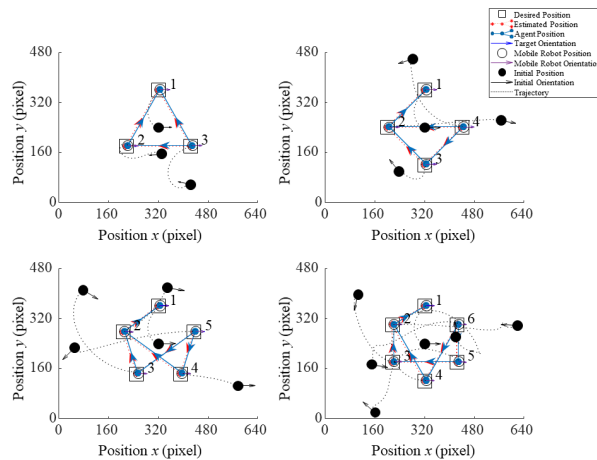 Desired Position
Estimated Position
Agent Position
Target Orientation
Mobile Robot Position
Mobile Robot Orientation
Initial Position
Initial Orientation
Trajectory
480
320
160
0
Position y (pixel)
1
2
3
0 160 320 480 640
Position x (pixel)
480
320
160
0
Position y (pixel)
1
2
4
3
0 160 320 480 640
Position x (pixel)
480
320
160
0
Position y (pixel)
1
2
5
3
4
0 160 320 480 640
Position x (pixel)
480
320
160
0
Position y (pixel)
1
2
6
3
5
4
0 160 320 480 640
Position x (pixel)